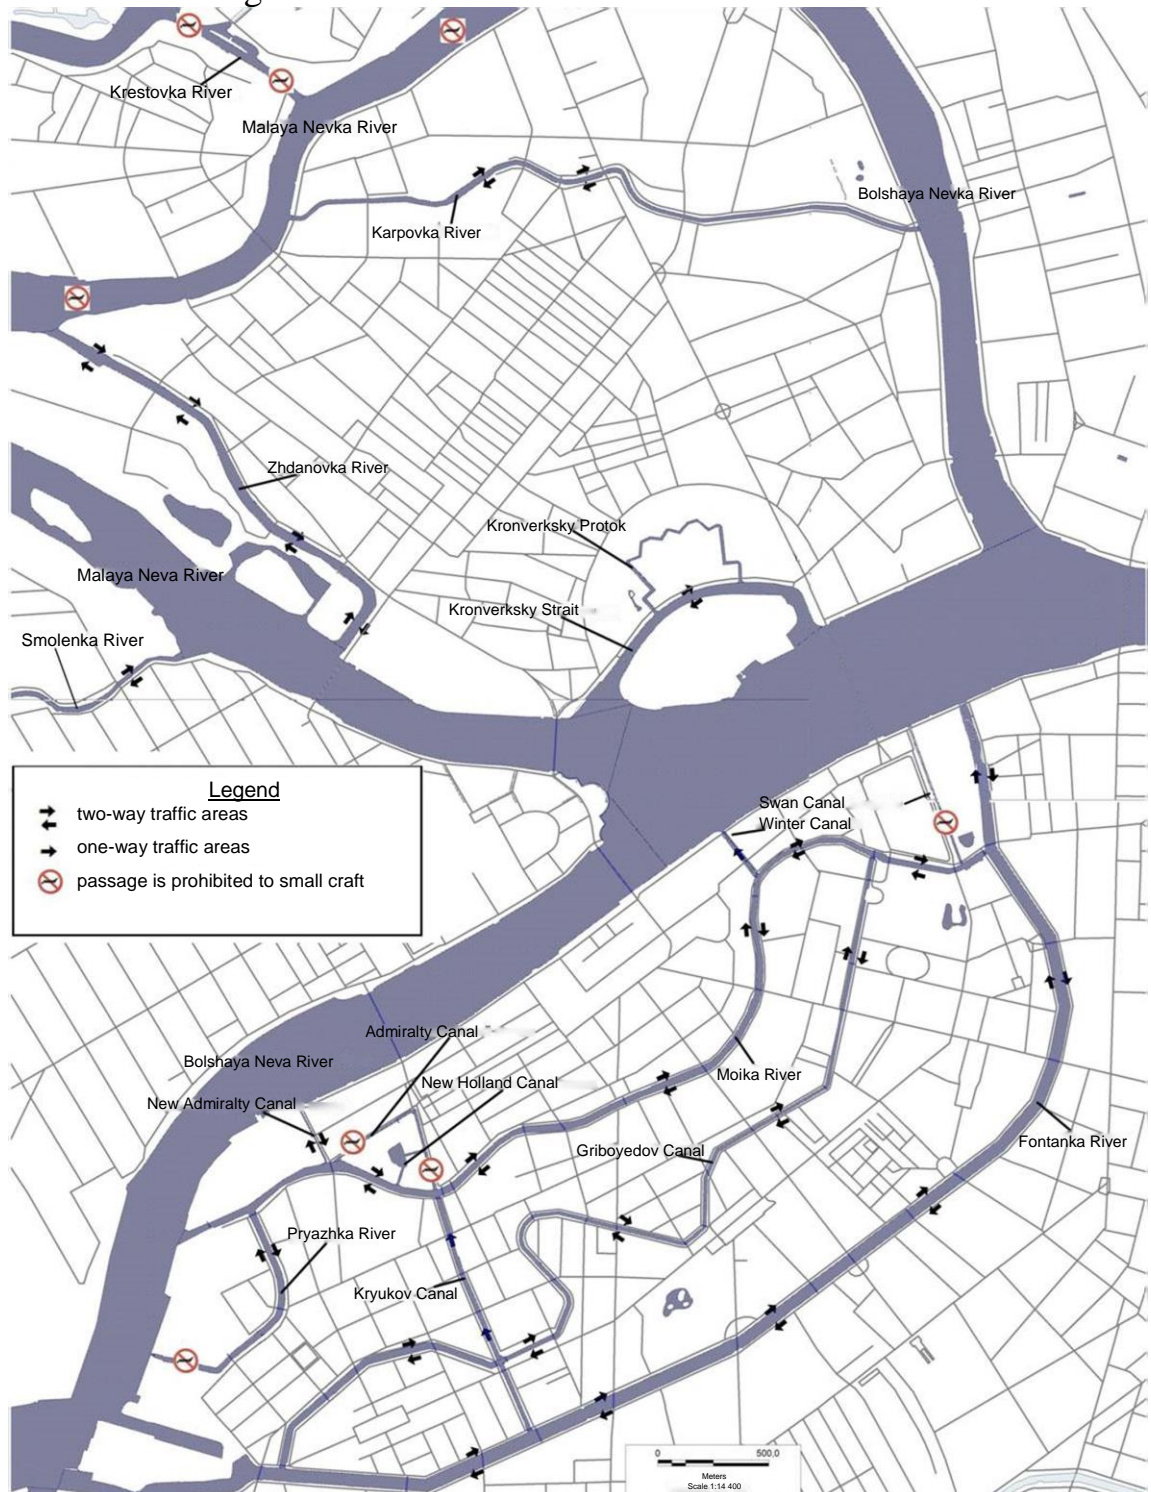 Krestovka River
Malaya Nevka River
Bolshaya Nevka River
Karpovka River
Zhdanovka River
Kronverksky Protok
Malaya Neva River
Kronverksky Strait
Smolenka River
Legend
two-way traffic areas
one-way traffic areas
passage is prohibited to small craft
Swan Canal
Winter Canal
Admiralty Canal
Bolshaya Neva River
New Holland Canal
Moika River
New Admiralty Canal
Griboyedov Canal
Fontanka River
Pryazhka River
Kryukov Canal
0 500,0
Meters
Scale 1:14 400